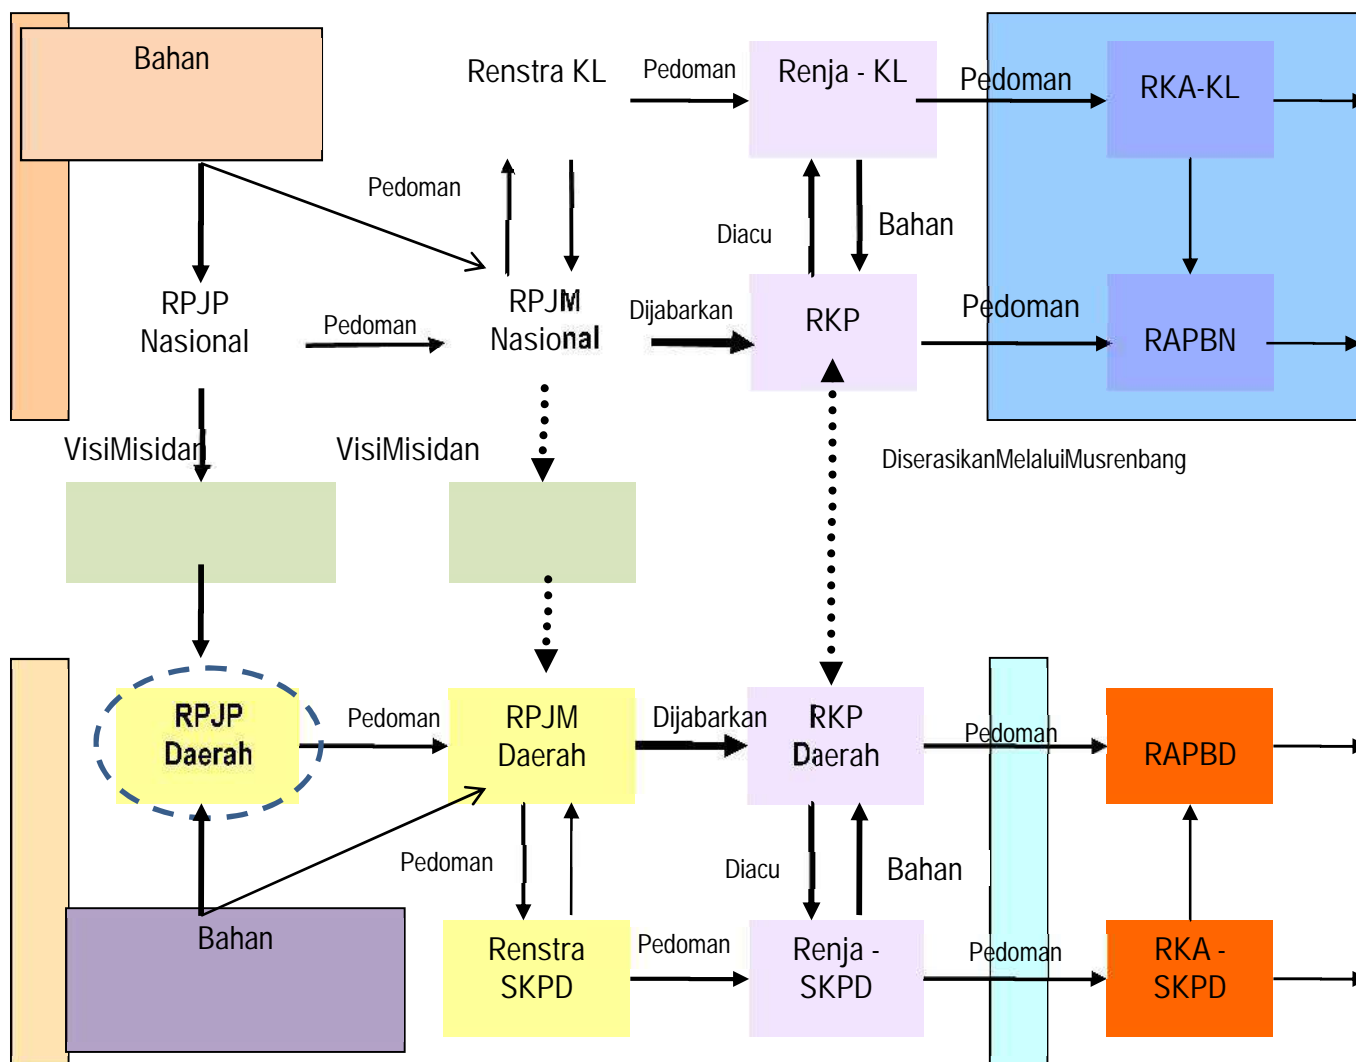 Bahan
Renstra KL
Pedoman
Renja - KL
Pedoman
RKA-KL
Pedoman
Diacu
Bahan
RPJP
Nasional
Pedoman
RPJM
Nasional
Dijabarkan
RKP
Pedoman
RAPBN
VisiMisidan
VisiMisidan
DiserasikanMelaluiMusrenbang
RPJP
Daerah
Pedoman
RPJM
Daerah
Dijabarkan
RKP
Daerah
Pedoman
RAPBD
Pedoman
Diacu
Bahan
Bahan
Renstra
SKPD
Pedoman
Renja -
SKPD
Pedoman
RKA -
SKPD